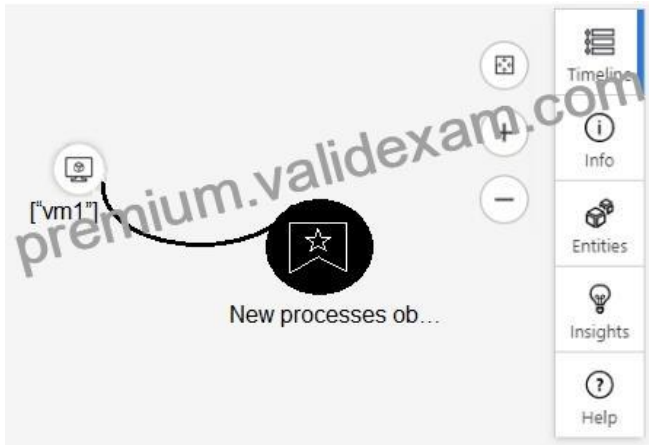 Timeline
Info
["vm1"]
Entities
New processes ob...
Insights
Help
premium.validexam.com